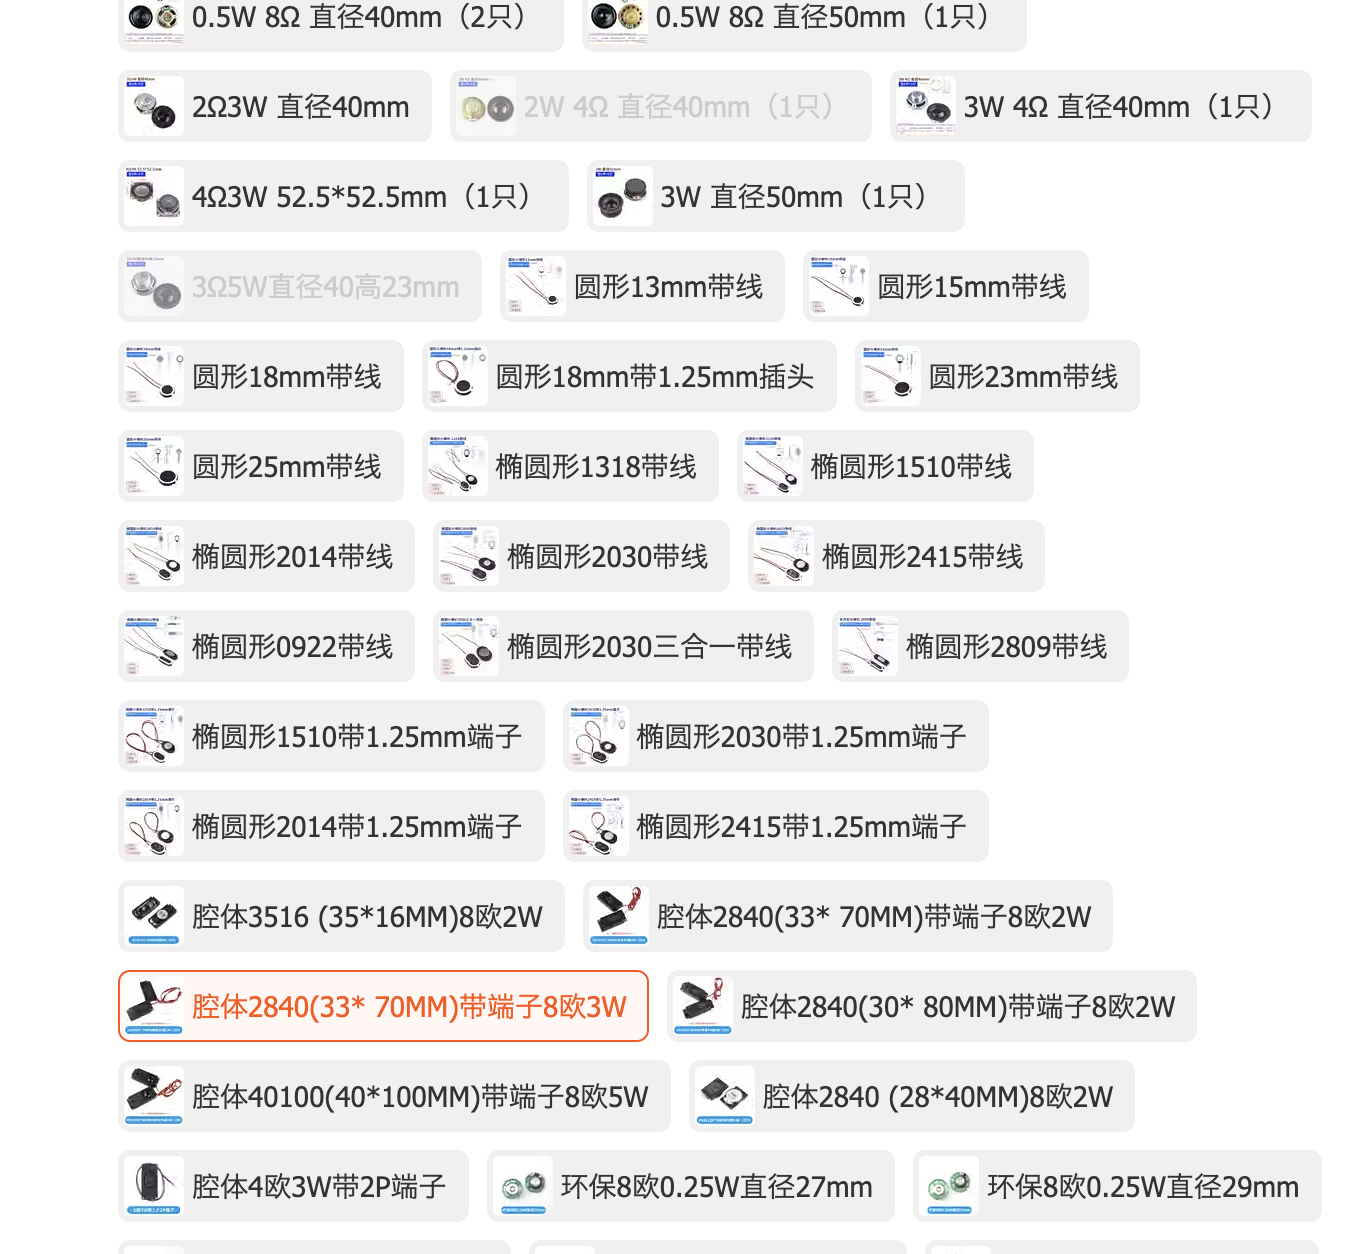 0.5W 8Ω 直径40mm（2只）
0.5W 8Ω 直径50mm（1只）
2Ω3W 直径40mm
2W 4Ω 直径40mm（1只）
3W 4Ω 直径40mm（1只）
4Ω3W 52.5*52.5mm（1只）
3W 直径50mm（1只）
3Ω5W直径40高23mm
圆形13mm带线
圆形15mm带线
圆形18mm带线
圆形18mm带1.25mm插头
圆形23mm带线
圆形25mm带线
椭圆形1318带线
椭圆形1510带线
椭圆形2014带线
椭圆形2030带线
椭圆形2415带线
椭圆形0922带线
椭圆形2030三合一带线
椭圆形2809带线
椭圆形1510带1.25mm端子
椭圆形2030带1.25mm端子
椭圆形2014带1.25mm端子
椭圆形2415带1.25mm端子
腔体3516 (35*16MM)8欧2W
腔体2840(33* 70MM)带端子8欧2W
腔体2840(33* 70MM)带端子8欧3W
腔体2840(30* 80MM)带端子8欧2W
腔体40100(40*100MM)带端子8欧5W
腔体2840 (28*40MM)8欧2W
腔体4欧3W带2P端子
环保8欧0.25W直径27mm
环保8欧0.25W直径29mm